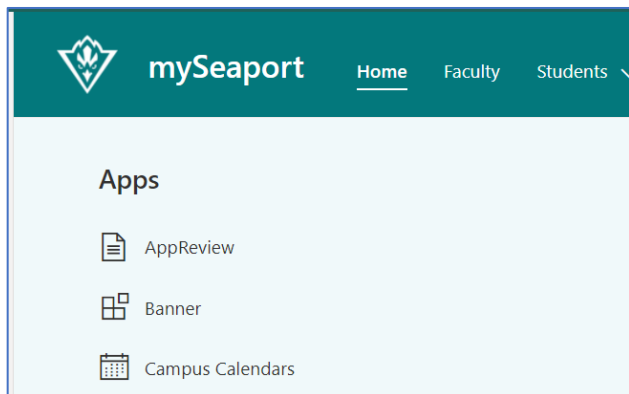 mySeaport Home Faculty Students
Apps
AppReview
Banner
Campus Calendars